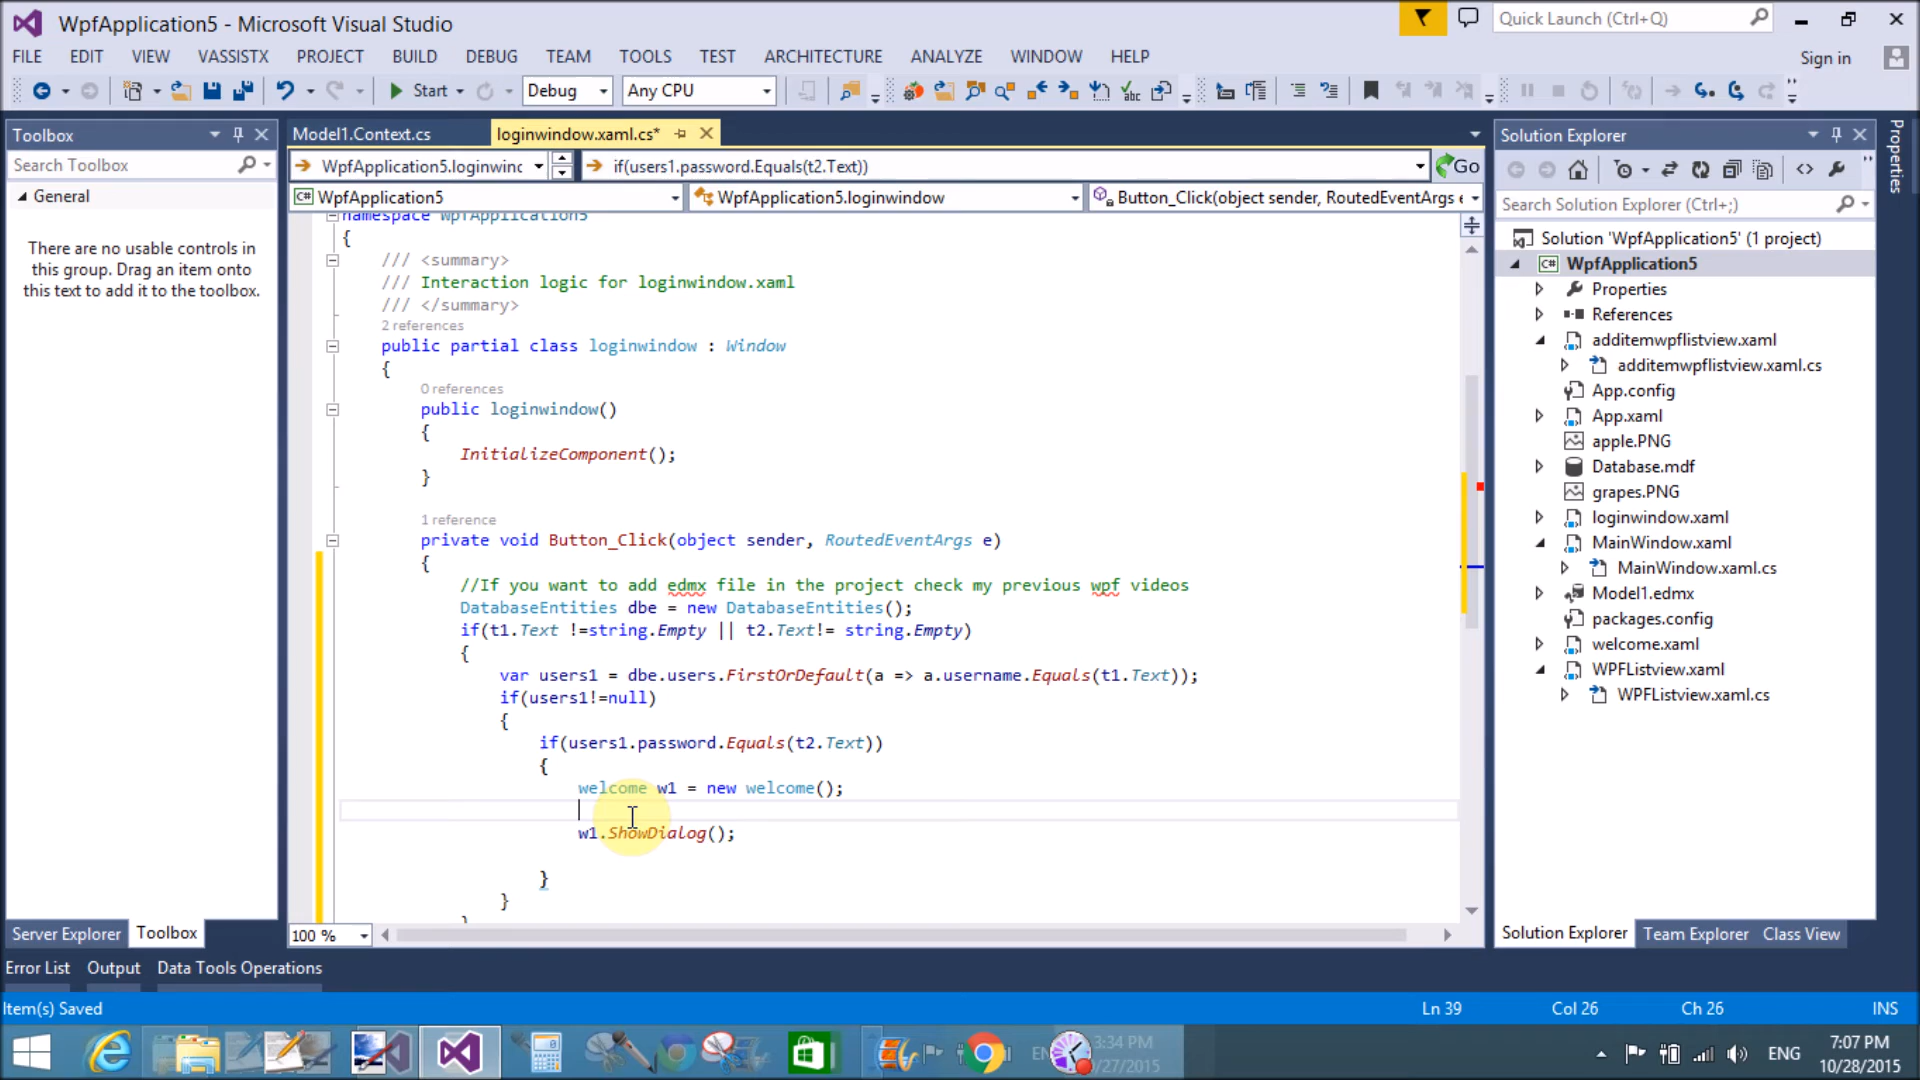 WpfApplication5 - Microsoft Visual Studio
Quick Launch (Ctrl+Q)
FILE EDIT VIEW VASSISTX PROJECT BUILD DEBUG TEAM TOOLS TEST ARCHITECTURE ANALYZE WINDOW HELP
Sign in
Start Debug Any CPU
Toolbox
Search Toolbox
General
There are no usable controls in
this group. Drag an item onto
this text to add it to the toolbox.
Server Explorer Toolbox
Model1.Context.cs loginwindow.xaml.cs*
WpfApplication5.loginwinc if(users1.password.Equals(t2.Text)) Go
WpfApplication5 WpfApplication5.loginwindow Button_Click(object sender, RoutedEventArgs e
namespace WpfApplication5
{
/// <summary>
/// Interaction logic for loginwindow.xaml
/// </summary>
2 references
public partial class loginwindow : Window
{
0 references
public loginwindow()
{
InitializeComponent();
}
1 reference
private void Button_Click(object sender, RoutedEventArgs e)
{
//If you want to add edmx file in the project check my previous wpf videos
DatabaseEntities dbe = new DatabaseEntities();
if(t1.Text !=string.Empty || t2.Text!= string.Empty)
{
var users1 = dbe.users.FirstOrDefault(a => a.username.Equals(t1.Text));
if(users1!=null)
{
if(users1.password.Equals(t2.Text))
{
welcome w1 = new welcome();
w1.ShowDialog();
}
}
}
100 %
Solution Explorer
Search Solution Explorer (Ctrl+;)
Solution 'WpfApplication5' (1 project)
WpfApplication5
Properties
References
additemwpflistview.xaml
additemwpflistview.xaml.cs
App.config
App.xaml
apple.PNG
Database.mdf
grapes.PNG
loginwindow.xaml
MainWindow.xaml
MainWindow.xaml.cs
Model1.edmx
packages.config
welcome.xaml
WPFListview.xaml
WPFListview.xaml.cs
Solution Explorer Team Explorer Class View
Properties
Error List Output Data Tools Operations
Item(s) Saved Ln 39 Col 26 Ch 26 INS
3:34 PM
10/27/2015
ENG
7:07 PM
10/28/2015